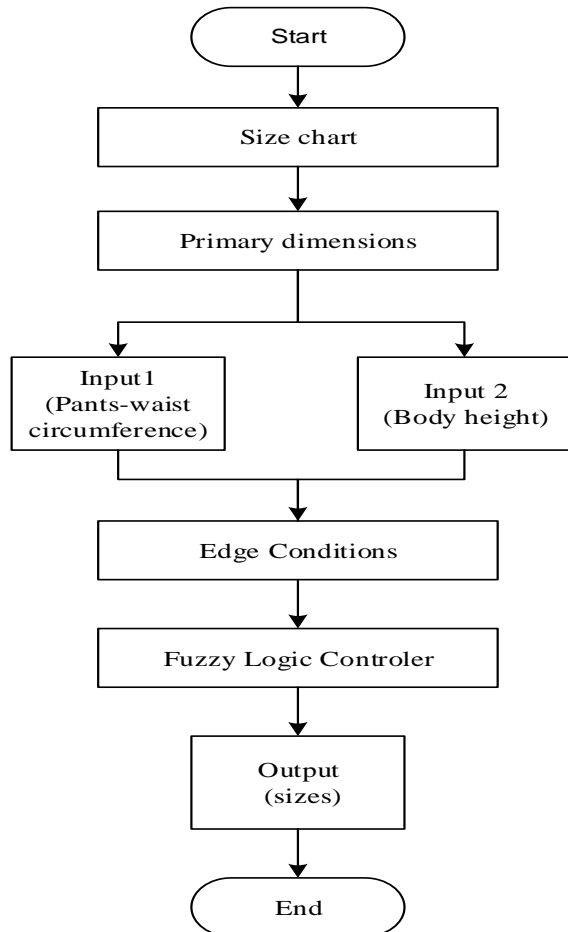 Start
Size chart
Primary dimensions
Input1
(Pants-waist
circumference)
Input 2
(Body height)
Edge Conditions
Fuzzy Logic Controler
Output
(sizes)
End